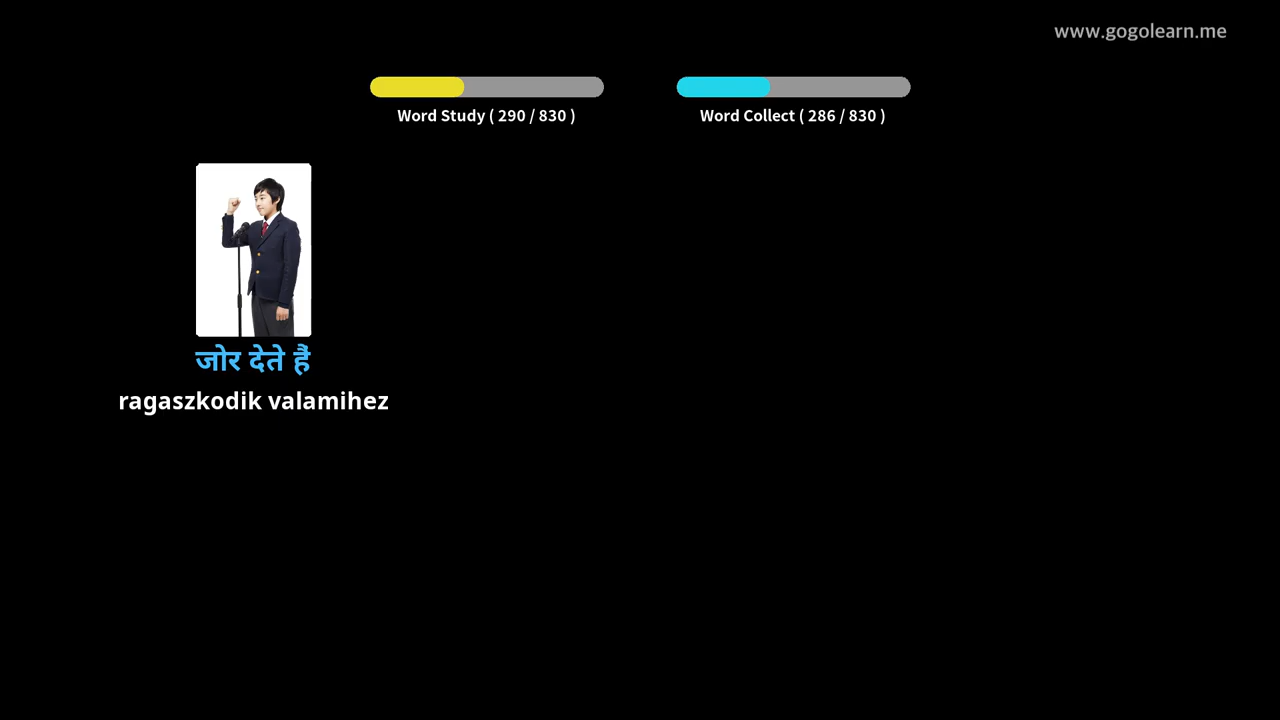 www.gogolearn.me
Word Study ( 290 / 830 )
Word Collect ( 286 / 830 )
जोर देते हैं
ragaszkodik valamihez